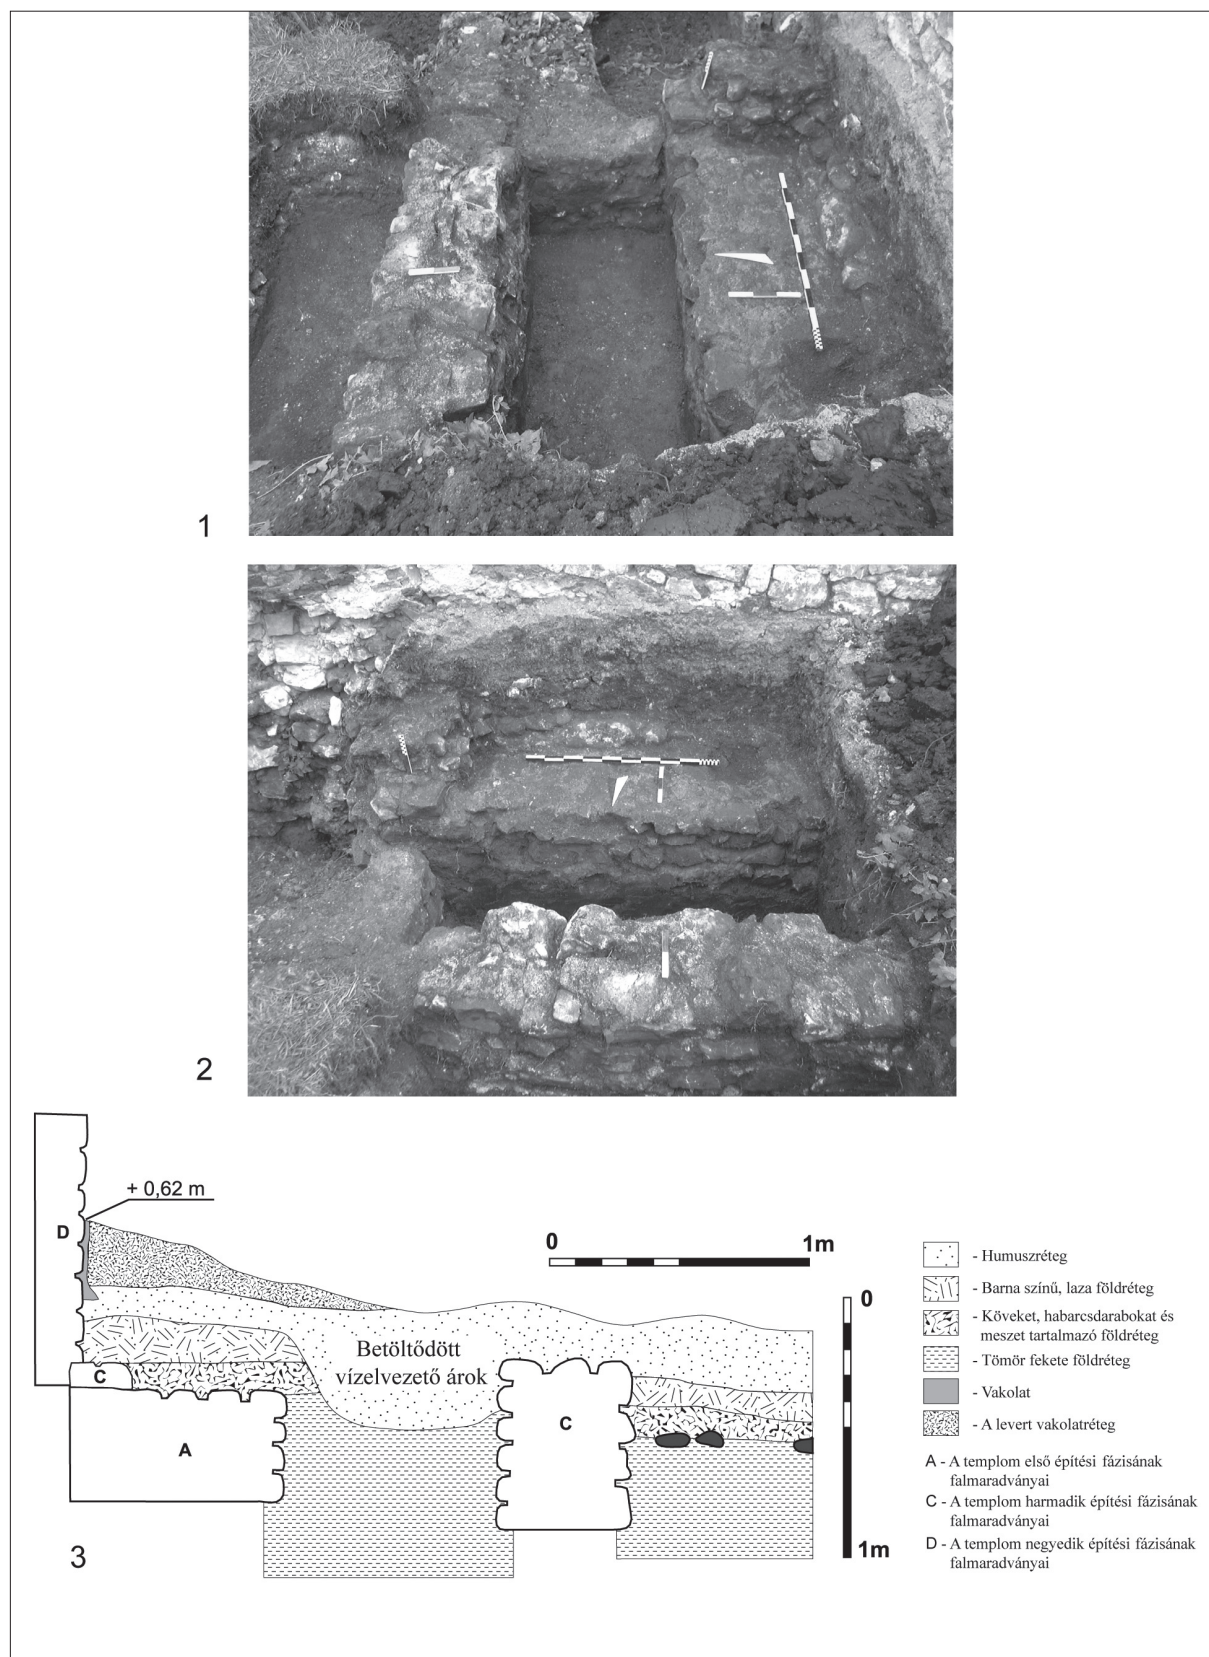 1
2
+ 0,62 m
D
0 1m
0
Betöltődött
vízelvezető árok
C
C
A
1m
3
- Humuszréteg
- Barna színű, laza földréteg
- Köveket, habarcsdarabokat és
meszet tartalmazó földréteg
- Tömör fekete földréteg
- Vakolat
- A levert vakolatréteg
A - A templom első építési fázisának
falmaradványai
C - A templom harmadik építési fázisának
falmaradványai
D - A templom negyedik építési fázisának
falmaradványai